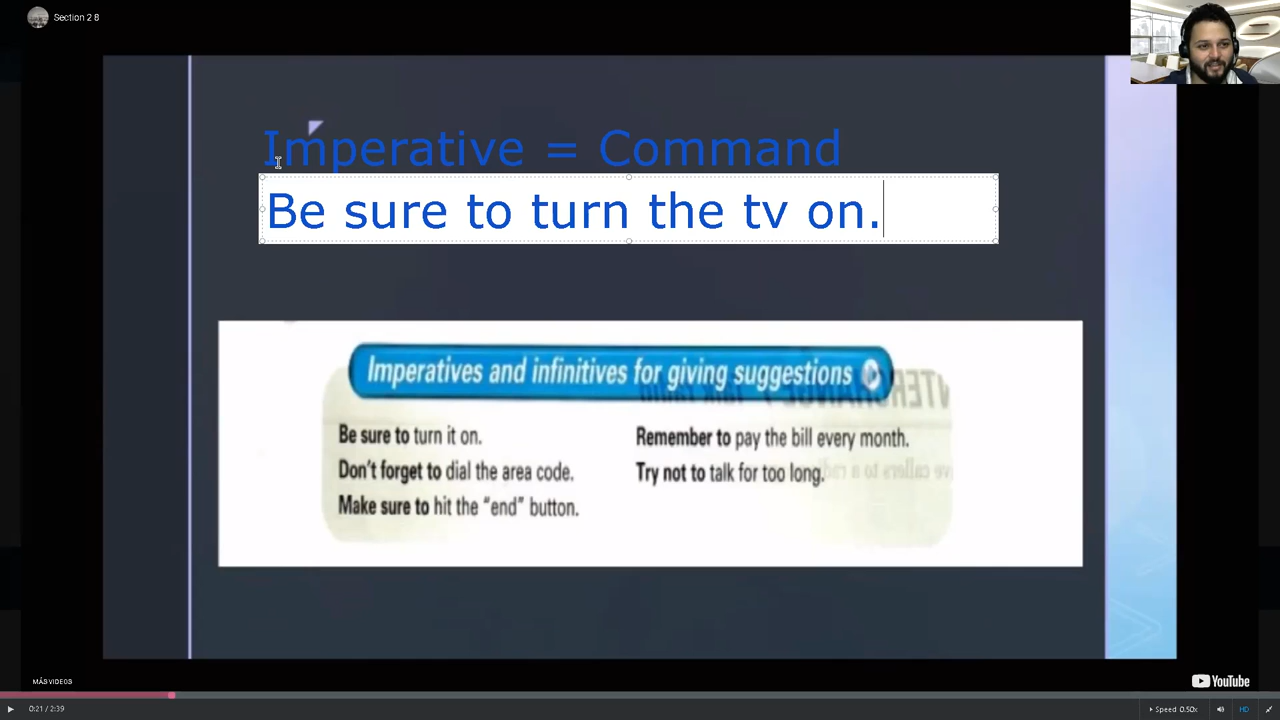 Section 2 8
Imperative = Command
Be sure to turn the tv on.
Imperatives and infinitives for giving suggestions
Be sure to turn it on.
Don't forget to dial the area code.
Make sure to hit the "end" button.
Remember to pay the bill every month.
Try not to talk for too long.
MÁS VIDEOS
YouTube
0:21 / 2:39
Speed 0.50x
HD